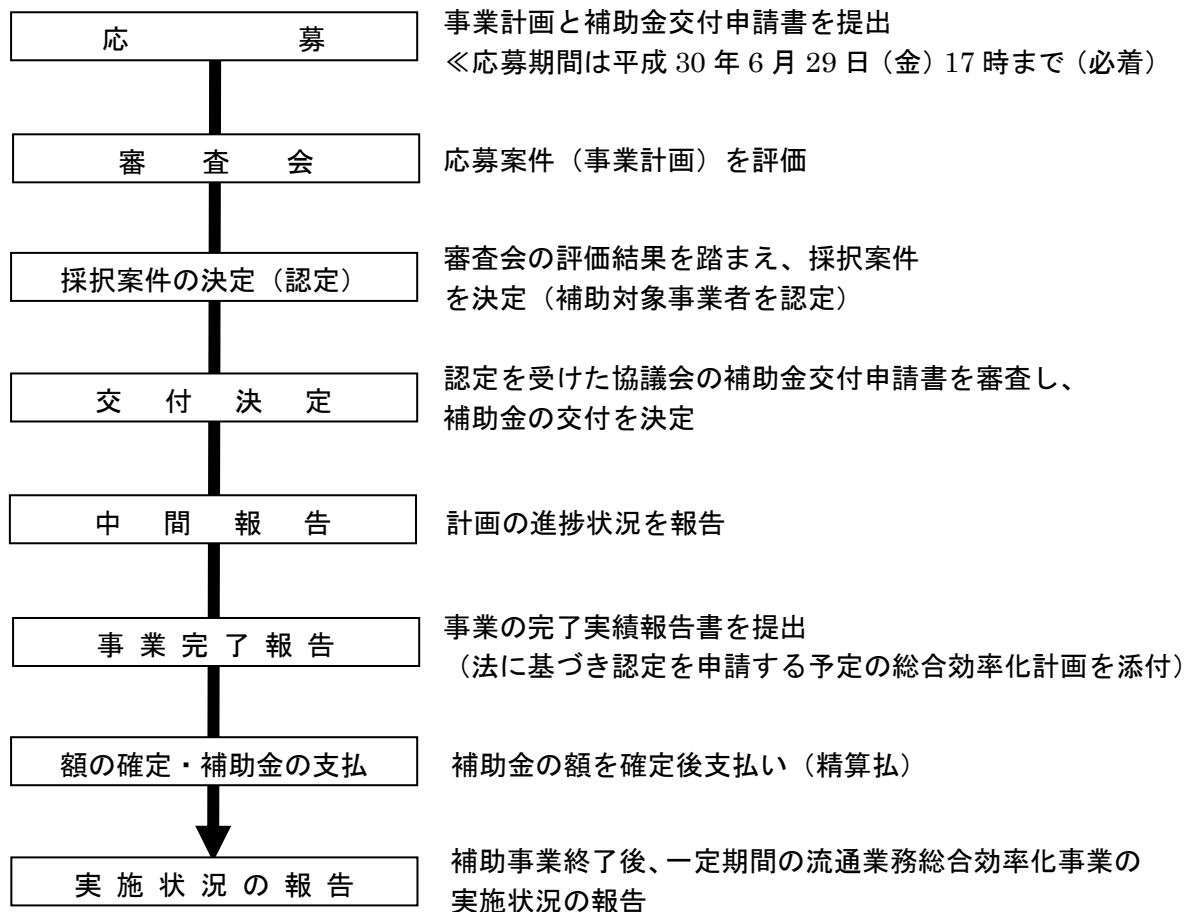 応募
事業計画と補助金交付申請書を提出
≪応募期間は平成 30 年 6 月 29 日（金）17 時まで（必着）
審査会
応募案件（事業計画）を評価
採択案件の決定（認定）
審査会の評価結果を踏まえ、採択案件
を決定（補助対象事業者を認定）
交付決定
認定を受けた協議会の補助金交付申請書を審査し、
補助金の交付を決定
中間報告
計画の進捗状況を報告
事業完了報告
事業の完了実績報告書を提出
（法に基づき認定を申請する予定の総合効率化計画を添付）
額の確定・補助金の支払
補助金の額を確定後支払い（精算払）
実施状況の報告
補助事業終了後、一定期間の流通業務総合効率化事業の
実施状況の報告